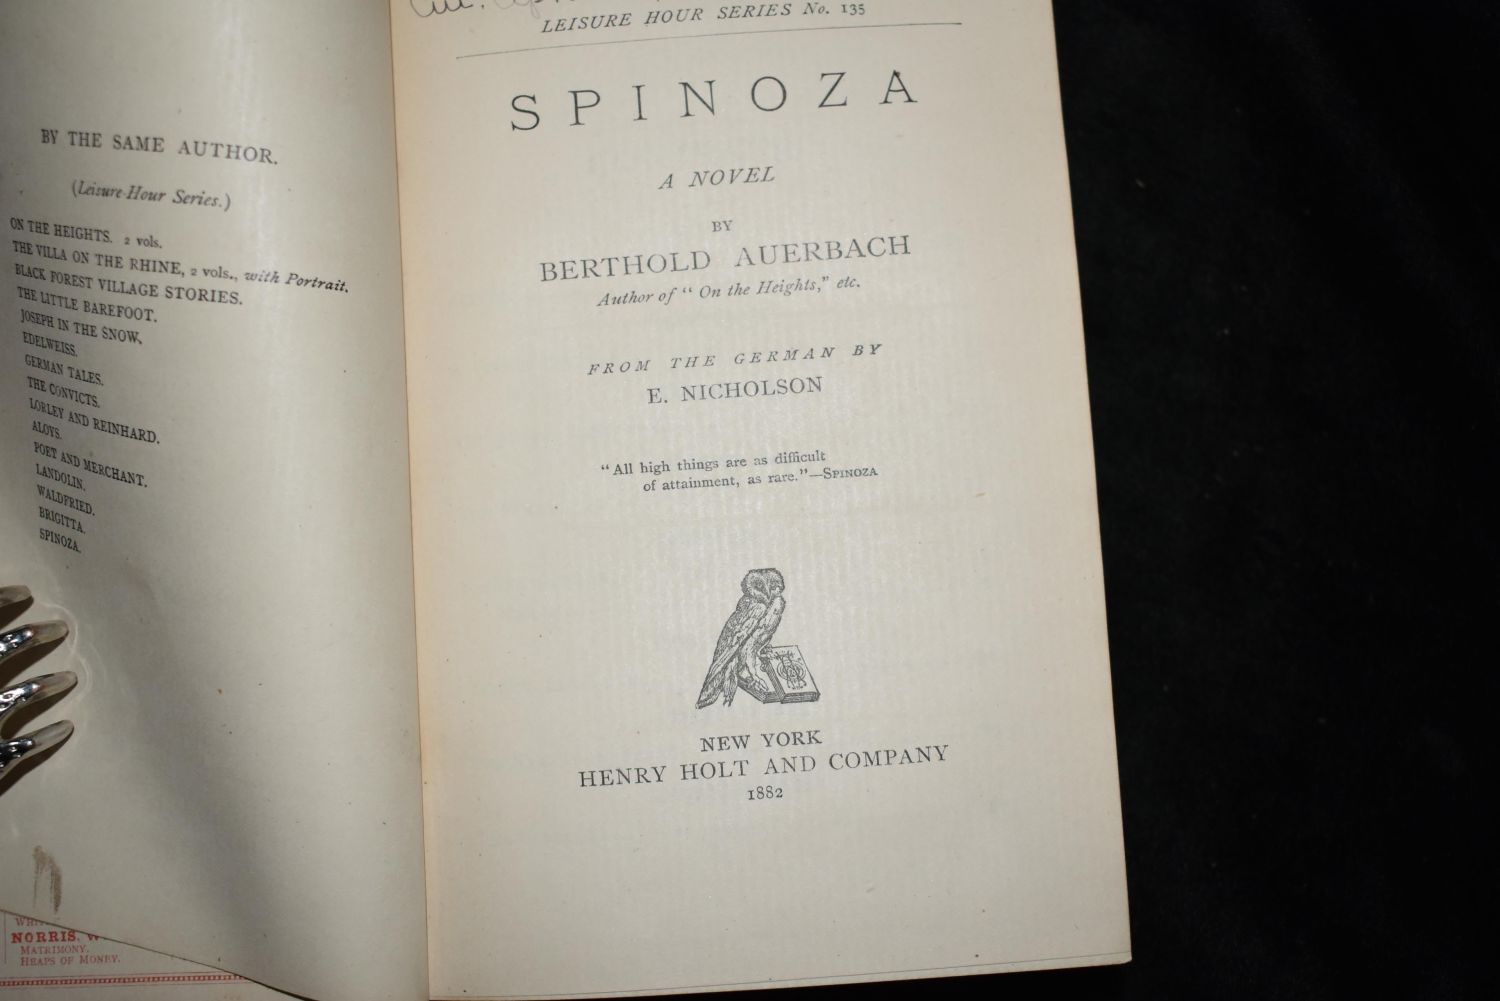 BY THE SAME AUTHOR.
(Leisure Hour Series.)
ON THE HEIGHTS. 2 vols.
THE VILLA ON THE RHINE, 2 vols., with Portrait.
BLACK FOREST VILLAGE STORIES.
THE LITTLE BAREFOOT.
JOSEPH IN THE SNOW,
EDELWEISS.
GERMAN TALES.
THE CONVICTS.
LORLEY AND REINHARD.
ALOYS.
POET AND MERCHANT.
LANDOLIN.
WALDFRIED.
BRIGITTA.
SPINOZA.
NORRIS,
MATRIMONY.
HEAPS OF MONEY.
LEISURE HOUR SERIES No. 135
SPINOZA
A NOVEL
BY
BERTHOLD AUERBACH
Author of "On the Heights," etc.
FROM THE GERMAN BY
E. NICHOLSON
"All high things are as difficult
of attainment, as rare."—SPINOZA
NEW YORK
HENRY HOLT AND COMPANY
1882